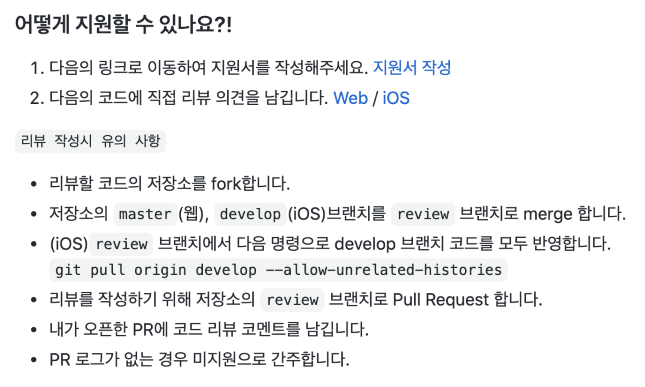 어떻게 지원할 수 있나요?!
1. 다음의 링크로 이동하여 지원서를 작성해주세요. 지원서 작성
2. 다음의 코드에 직접 리뷰 의견을 남깁니다. Web / iOS
리뷰 작성시 유의 사항
• 리뷰할 코드의 저장소를 fork합니다.
• 저장소의 master(웹), develop(iOS)브랜치를 review 브랜치로 merge 합니다.
• (iOS)review 브랜치에서 다음 명령으로 develop 브랜치 코드를 모두 반영합니다.
git pull origin develop --allow-unrelated-histories
• 리뷰를 작성하기 위해 저장소의 review 브랜치로 Pull Request 합니다.
• 내가 오픈한 PR에 코드 리뷰 코멘트를 남깁니다.
• PR 로그가 없는 경우 미지원으로 간주합니다.